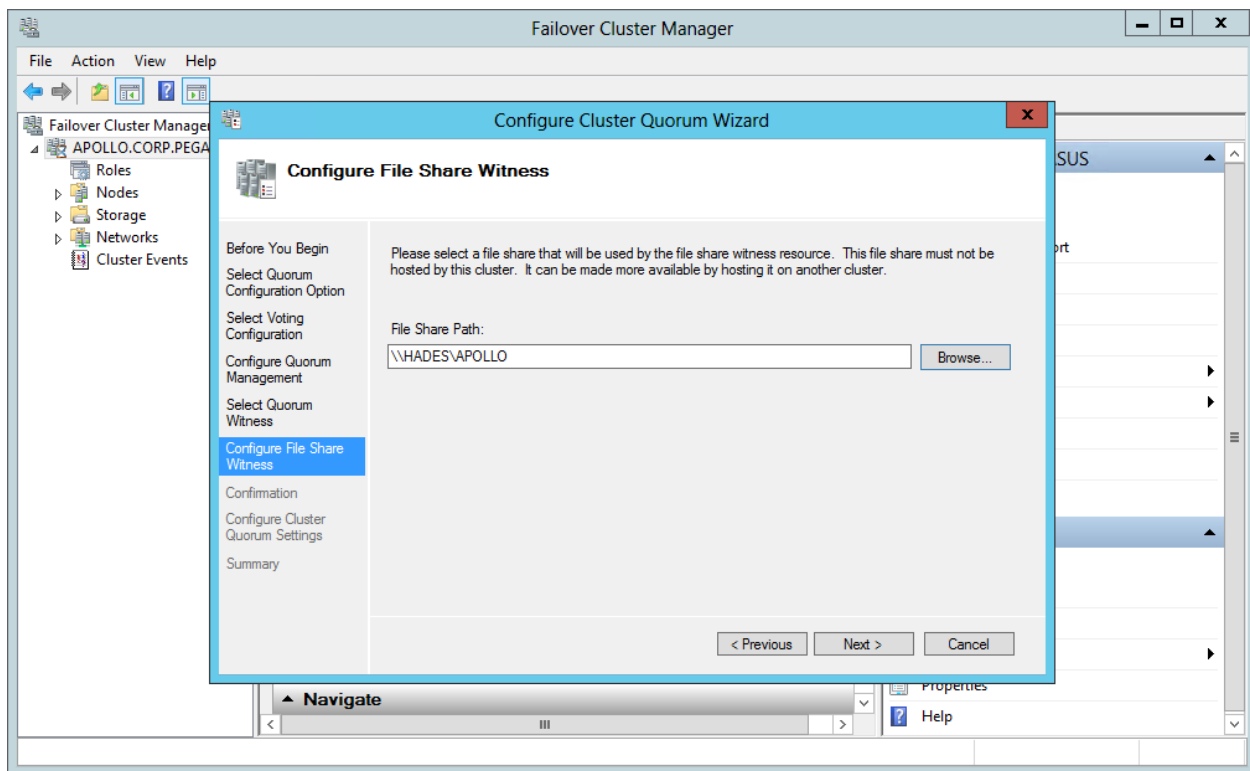 Failover Cluster Manager
File Action View Help
Failover Cluster Manager
APOLLO.CORP.PEGA
Roles
Nodes
Storage
Networks
Cluster Events
Configure Cluster Quorum Wizard
x
Configure File Share Witness
Before You Begin
Select Quorum
Configuration Option
Select Voting
Configuration
Configure Quorum
Management
Select Quorum
Witness
Configure File Share
Witness
Confirmation
Configure Cluster
Quorum Settings
Summary
Please select a file share that will be used by the file share witness resource. This file share must not be
hosted by this cluster. It can be made more available by hosting it on another cluster.
File Share Path:
\\HADES\APOLLO
Browse...
< Previous
Next >
Cancel
SUS
ort
Navigate
Properties
Help